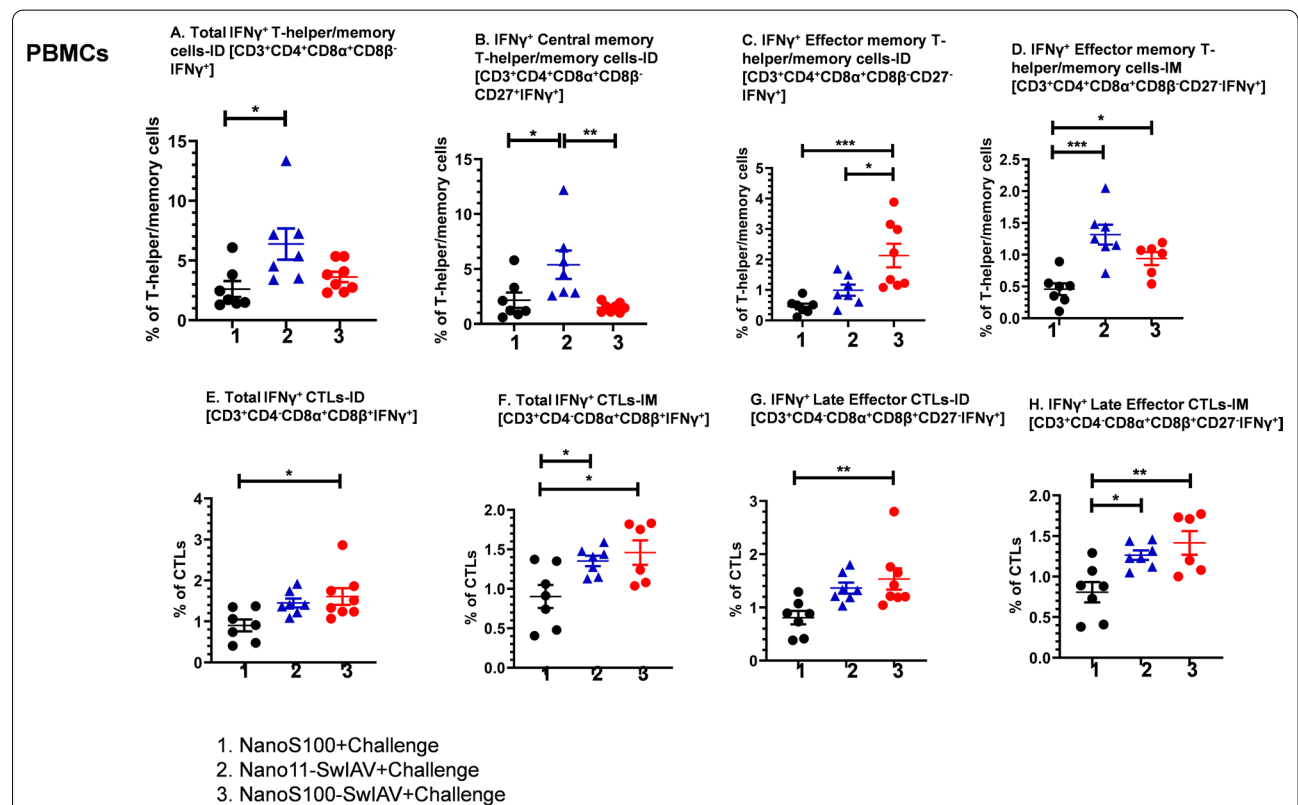 PBMCs
A. Total IFNγ⁺ T-helper/memory
cells-ID [CD3⁺CD4⁺CD8α⁺CD8β⁻
IFNγ⁺]
*
% of T-helper/memory cells
15
10
5
0
1 2 3
B. IFNγ⁺ Central memory
T-helper/memory cells-ID
[CD3⁺CD4⁺CD8α⁺CD8β⁻
CD27⁺IFNγ⁺]
* **
% of T-helper/memory cells
15
10
5
0
1 2 3
C. IFNγ⁺ Effector memory T-
helper/memory cells-ID
[CD3⁺CD4⁺CD8α⁺CD8β⁻CD27⁻
IFNγ⁺]
***
*
% of T-helper/memory cells
5
4
3
2
1
0
1 2 3
D. IFNγ⁺ Effector memory T-
helper/memory cells-IM
[CD3⁺CD4⁺CD8α⁺CD8β⁻CD27⁻IFNγ⁺]
*
***
% of T-helper/memory cells
2.5
2.0
1.5
1.0
0.5
0.0
1 2 3
E. Total IFNγ⁺ CTLs-ID
[CD3⁺CD4⁻CD8α⁺CD8β⁺IFNγ⁺]
*
% of CTLs
4
3
2
1
0
1 2 3
F. Total IFNγ⁺ CTLs-IM
[CD3⁺CD4⁻CD8α⁺CD8β⁺IFNγ⁺]
*
*
% of CTLs
2.0
1.5
1.0
0.5
0.0
1 2 3
G. IFNγ⁺ Late Effector CTLs-ID
[CD3⁺CD4⁻CD8α⁺CD8β⁺CD27⁻IFNγ⁺]
**
% of CTLs
3
2
1
0
1 2 3
H. IFNγ⁺ Late Effector CTLs-IM
[CD3⁺CD4⁻CD8α⁺CD8β⁺CD27⁻IFNγ⁺]
**
*
% of CTLs
2.0
1.5
1.0
0.5
0.0
1 2 3
1. NanoS100+Challenge
2. Nano11-SwIAV+Challenge
3. NanoS100-SwIAV+Challenge